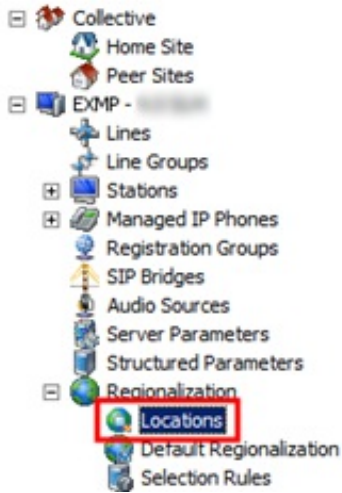 Collective
Home Site
Peer Sites
EXMP -
Lines
Line Groups
Stations
Managed IP Phones
Registration Groups
SIP Bridges
Audio Sources
Server Parameters
Structured Parameters
Regionalization
Locations
Default Regionalization
Selection Rules